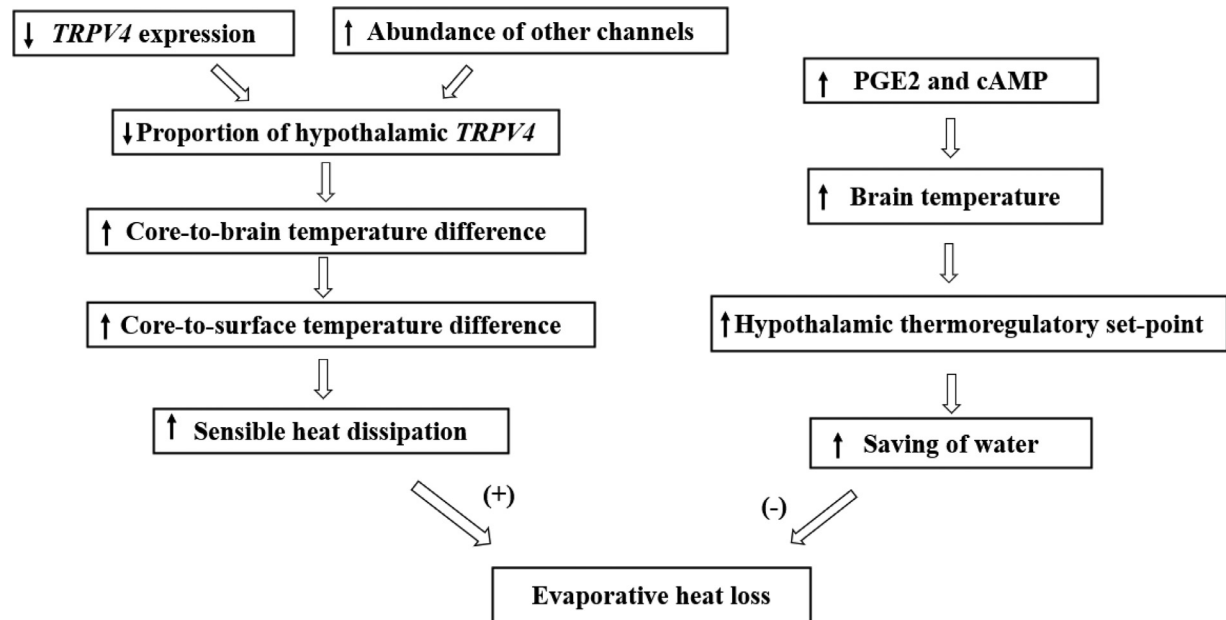 ↓ TRPV4 expression
↑ Abundance of other channels
↓ Proportion of hypothalamic TRPV4
↑ Core-to-brain temperature difference
↑ Core-to-surface temperature difference
↑ Sensible heat dissipation
(+)
↑ PGE2 and cAMP
↑ Brain temperature
↑ Hypothalamic thermoregulatory set-point
↑ Saving of water
(-)
Evaporative heat loss